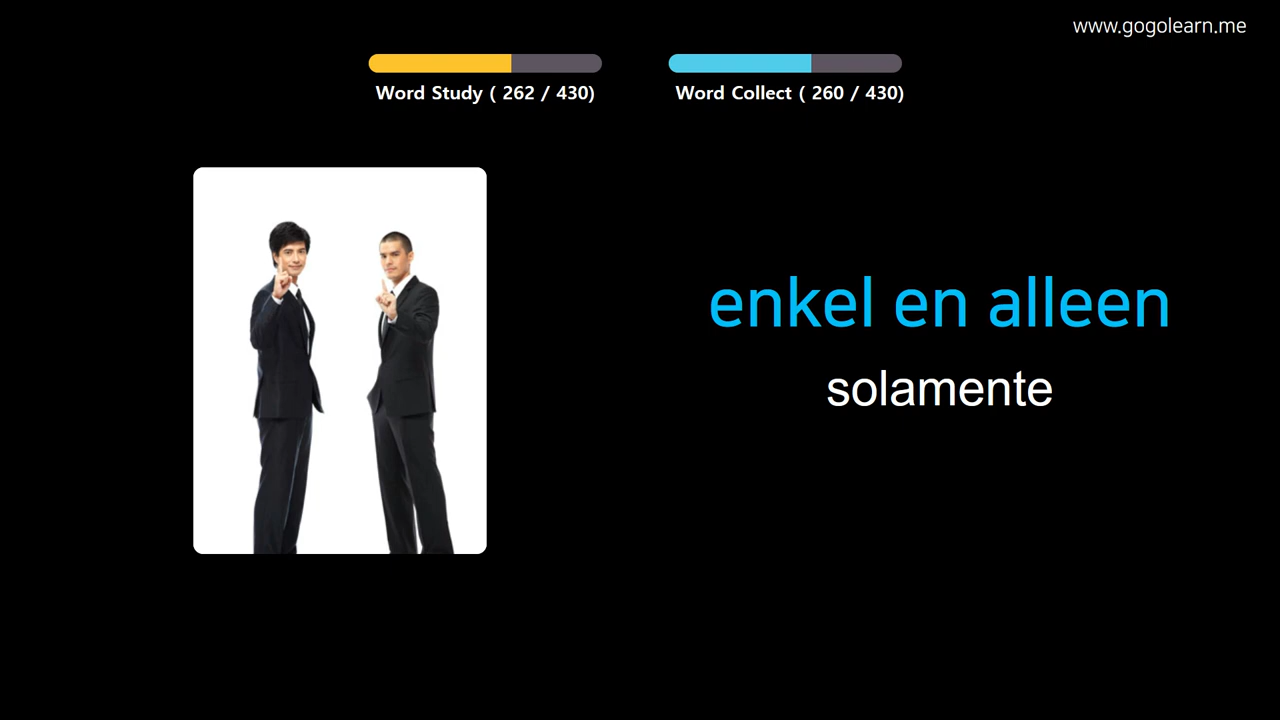 www.gogolearn.me
Word Study ( 262 / 430)
Word Collect ( 260 / 430)
enkel en alleen
solamente